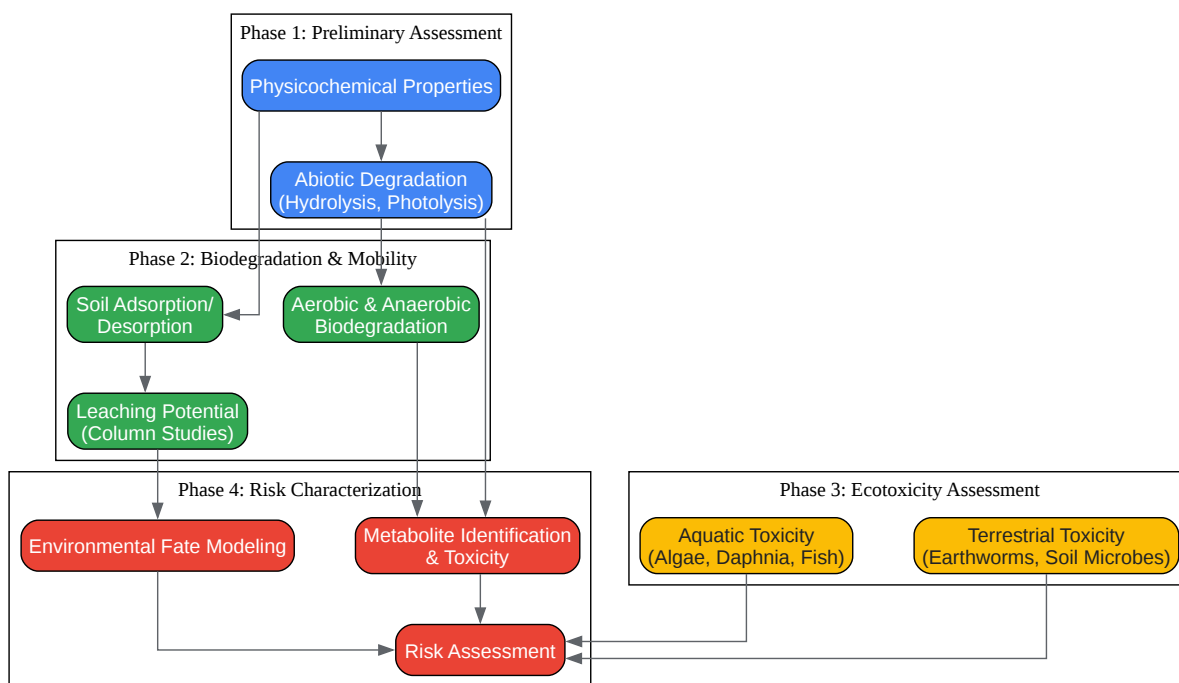 Phase 1: Preliminary Assessment
Physicochemical Properties
Abiotic Degradation
(Hydrolysis, Photolysis)
Phase 2: Biodegradation & Mobility
Soil Adsorption/
Desorption
Aerobic & Anaerobic
Biodegradation
Leaching Potential
(Column Studies)
Phase 4: Risk Characterization
Environmental Fate Modeling
Metabolite Identification
& Toxicity
Risk Assessment
Phase 3: Ecotoxicity Assessment
Aquatic Toxicity
(Algae, Daphnia, Fish)
Terrestrial Toxicity
(Earthworms, Soil Microbes)